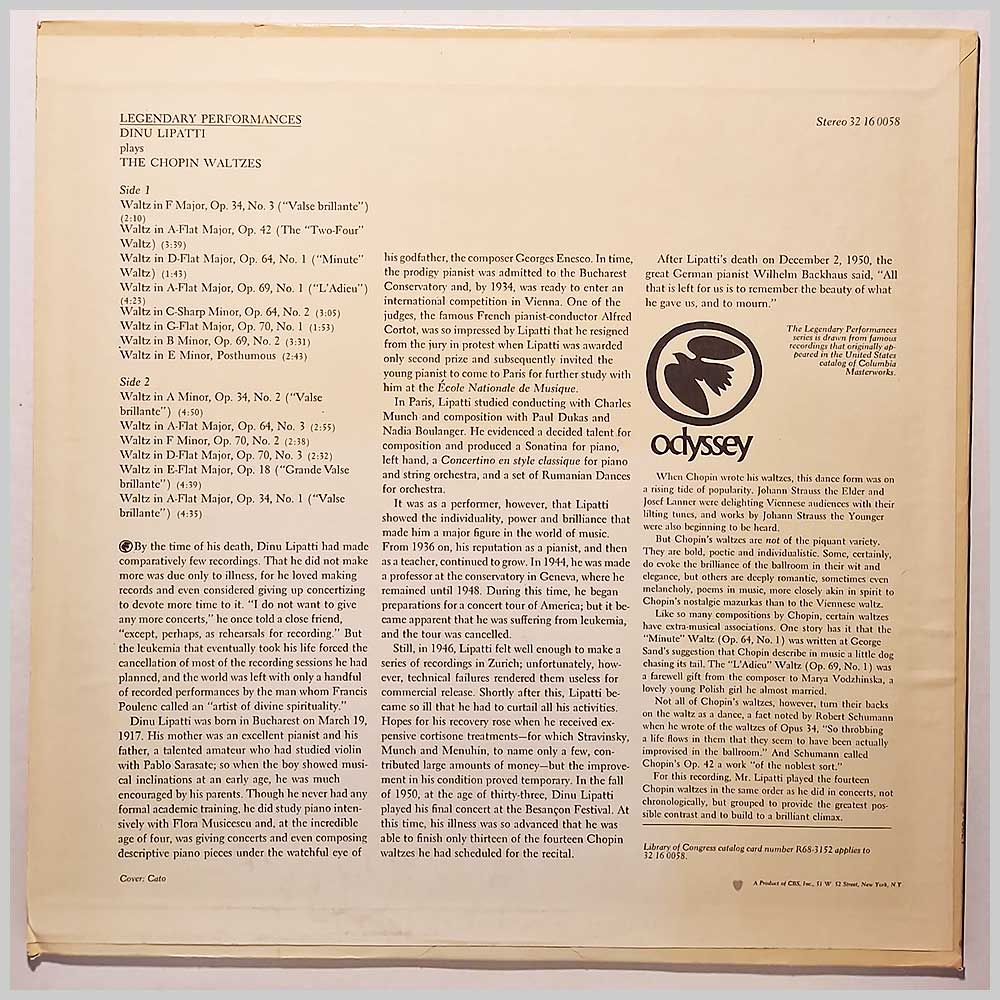 LEGENDARY PERFORMANCES
DINU LIPATTI
plays
THE CHOPIN WALTZES
Stereo 32 16 0058
Side 1
Waltz in F Major, Op. 34, No. 3 ("Valse brillante")
(2:10)
Waltz in A-Flat Major, Op. 42 (The "Two-Four"
Waltz) (3:39)
Waltz in D-Flat Major, Op. 64, No. 1 ("Minute"
Waltz) (1:43)
Waltz in A-Flat Major, Op. 69, No. 1 ("L'Adieu")
(4:23)
Waltz in C-Sharp Minor, Op. 64, No. 2 (3:05)
Waltz in G-Flat Major, Op. 70, No. 1 (1:53)
Waltz in B Minor, Op. 69, No. 2 (3:31)
Waltz in E Minor, Posthumous (2:43)
Side 2
Waltz in A Minor, Op. 34, No. 2 ("Valse
brillante") (4:50)
Waltz in A-Flat Major, Op. 64, No. 3 (2:55)
Waltz in F Minor, Op. 70, No. 2 (2:38)
Waltz in D-Flat Major, Op. 70, No. 3 (2:32)
Waltz in E-Flat Major, Op. 18 ("Grande Valse
brillante") (4:39)
Waltz in A-Flat Major, Op. 34, No. 1 ("Valse
brillante") (4:35)
By the time of his death, Dinu Lipatti had made
comparatively few recordings. That he did not make
more was due only to illness, for he loved making
records and even considered giving up concertizing
to devote more time to it. "I do not want to give
any more concerts," he once told a close friend,
"except, perhaps, as rehearsals for recording." But
the leukemia that eventually took his life forced the
cancellation of most of the recording sessions he had
planned, and the world was left with only a handful
of recorded performances by the man whom Francis
Poulenc called an "artist of divine spirituality."
Dinu Lipatti was born in Bucharest on March 19,
1917. His mother was an excellent pianist and his
father, a talented amateur who had studied violin
with Pablo Sarasate; so when the boy showed musi-
cal inclinations at an early age, he was much
encouraged by his parents. Though he never had any
formal academic training, he did study piano inten-
sively with Flora Musicescu and, at the incredible
age of four, was giving concerts and even composing
descriptive piano pieces under the watchful eye of
Cover: Cato
his godfather, the composer Georges Enesco. In time,
the prodigy pianist was admitted to the Bucharest
Conservatory and, by 1934, was ready to enter an
international competition in Vienna. One of the
judges, the famous French pianist-conductor Alfred
Cortot, was so impressed by Lipatti that he resigned
from the jury in protest when Lipatti was awarded
only second prize and subsequently invited the
young pianist to come to Paris for further study with
him at the École Nationale de Musique.
In Paris, Lipatti studied conducting with Charles
Munch and composition with Paul Dukas and
Nadia Boulanger. He evidenced a decided talent for
composition and produced a Sonatina for piano,
left hand, a Concertino en style classique for piano
and string orchestra, and a set of Rumanian Dances
for orchestra.
It was as a performer, however, that Lipatti
showed the individuality, power and brilliance that
made him a major figure in the world of music.
From 1936 on, his reputation as a pianist, and then
as a teacher, continued to grow. In 1944, he was made
a professor at the conservatory in Geneva, where he
remained until 1948. During this time, he began
preparations for a concert tour of America; but it be-
came apparent that he was suffering from leukemia,
and the tour was cancelled.
Still, in 1946, Lipatti felt well enough to make a
series of recordings in Zurich; unfortunately, how-
ever, technical failures rendered them useless for
commercial release. Shortly after this, Lipatti be-
came so ill that he had to curtail all his activities.
Hopes for his recovery rose when he received ex-
pensive cortisone treatments—for which Stravinsky,
Munch and Menuhin, to name only a few, con-
tributed large amounts of money—but the improve-
ment in his condition proved temporary. In the fall
of 1950, at the age of thirty-three, Dinu Lipatti
played his final concert at the Besançon Festival. At
this time, his illness was so advanced that he was
able to finish only thirteen of the fourteen Chopin
waltzes he had scheduled for the recital.
After Lipatti's death on December 2, 1950, the
great German pianist Wilhelm Backhaus said, "All
that is left for us is to remember the beauty of what
he gave us, and to mourn."
The Legendary Performances
series is drawn from famous
recordings that originally ap-
peared in the United States
catalog of Columbia
Masterworks.
odyssey
When Chopin wrote his waltzes, this dance form was on
a rising tide of popularity. Johann Strauss the Elder and
Josef Lanner were delighting Viennese audiences with their
lilting tunes, and works by Johann Strauss the Younger
were also beginning to be heard.
But Chopin's waltzes are not of the piquant variety.
They are bold, poetic and individualistic. Some, certainly,
do evoke the brilliance of the ballroom in their wit and
elegance, but others are deeply romantic, sometimes even
melancholy, poems in music, more closely akin in spirit to
Chopin's nostalgic mazurkas than to the Viennese waltz.
Like so many compositions by Chopin, certain waltzes
have extra-musical associations. One story has it that the
"Minute" Waltz (Op. 64, No. 1) was written at George
Sand's suggestion that Chopin describe in music a little dog
chasing its tail. The "L'Adieu" Waltz (Op. 69, No. 1) was
a farewell gift from the composer to Marya Vodzhinska, a
lovely young Polish girl he almost married.
Not all of Chopin's waltzes, however, turn their backs
on the waltz as a dance, a fact noted by Robert Schumann
when he wrote of the waltzes of Opus 34, "So throbbing
a life flows in them that they seem to have been actually
improvised in the ballroom." And Schumann called
Chopin's Op. 42 a work "of the noblest sort."
For this recording, Mr. Lipatti played the fourteen
Chopin waltzes in the same order as he did in concerts, not
chronologically, but grouped to provide the greatest pos-
sible contrast and to build to a brilliant climax.
Library of Congress catalog card number R68-3152 applies to
32 16 0058.
A Product of CBS, Inc., 51 W. 52 Street, New York, N.Y.